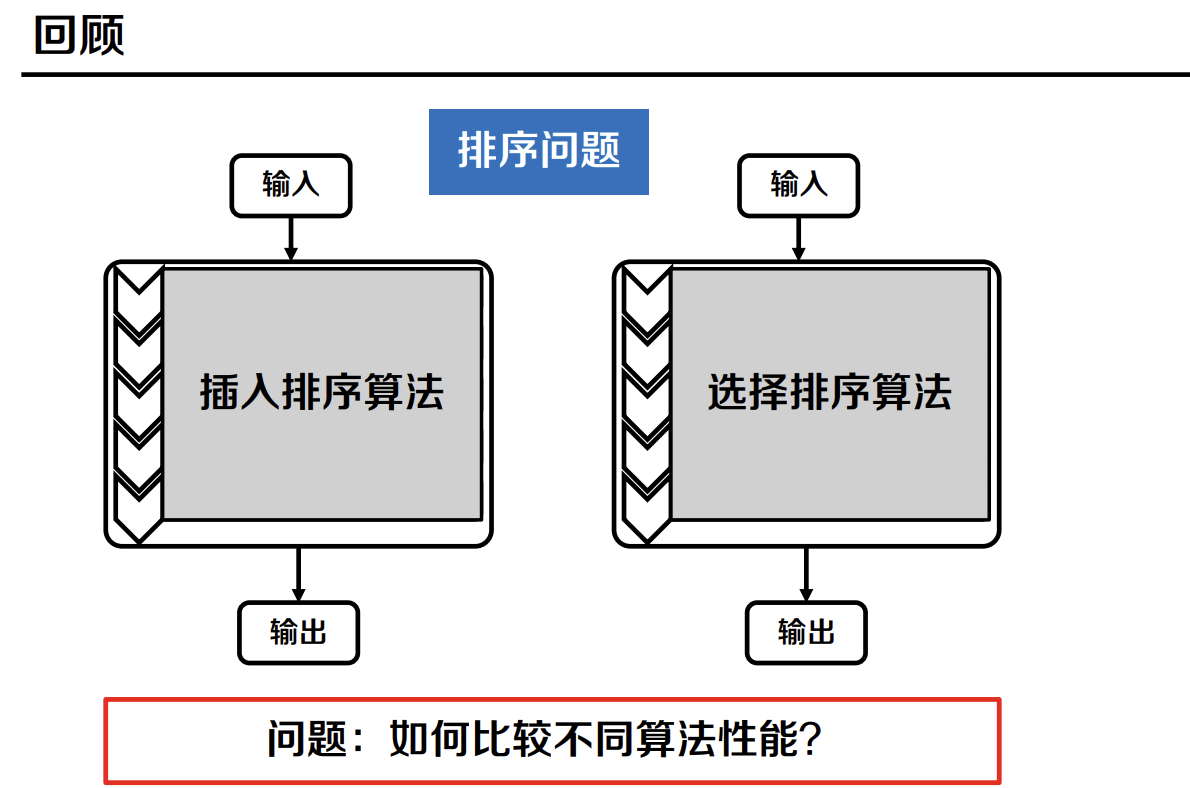 回顾
排序问题
输入
输入
插入排序算法
选择排序算法
输出
输出
问题：如何比较不同算法性能?